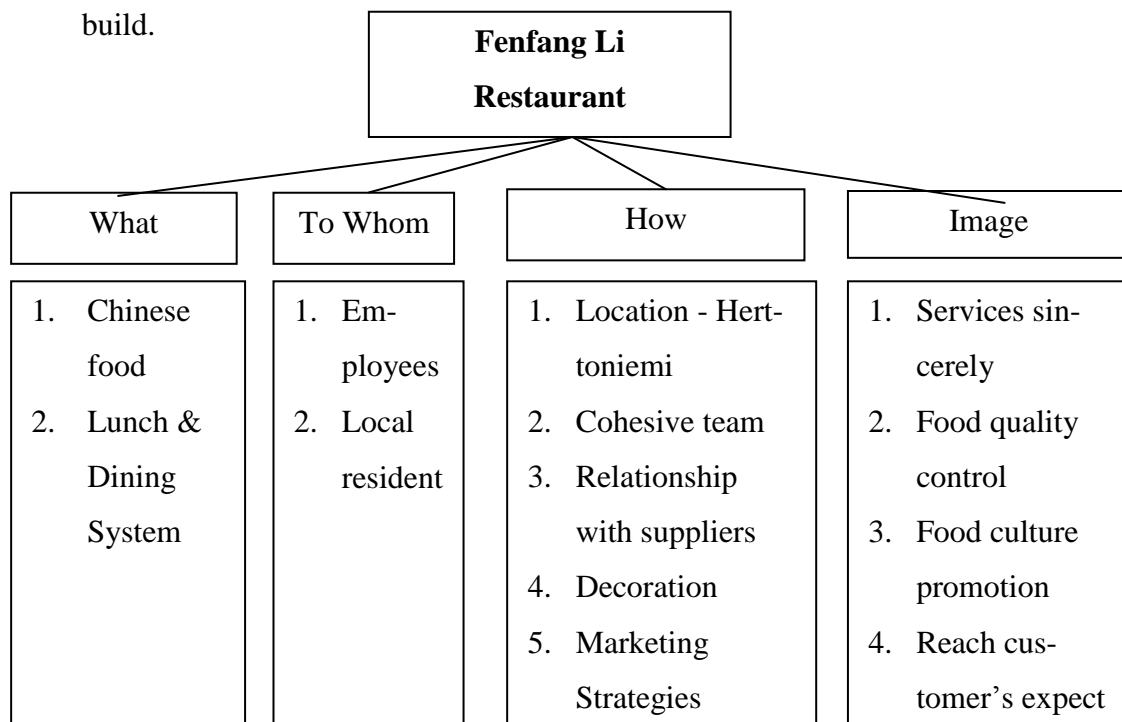 build.
Fenfang Li
Restaurant
What
To Whom
How
Image
1. Chinese
food
2. Lunch &
Dining
System
1. Em-
ployees
2. Local
resident
1. Location - Hert-
toniemi
2. Cohesive team
3. Relationship
with suppliers
4. Decoration
5. Marketing
Strategies
1. Services sin-
cerely
2. Food quality
control
3. Food culture
promotion
4. Reach cus-
tomer’s expect